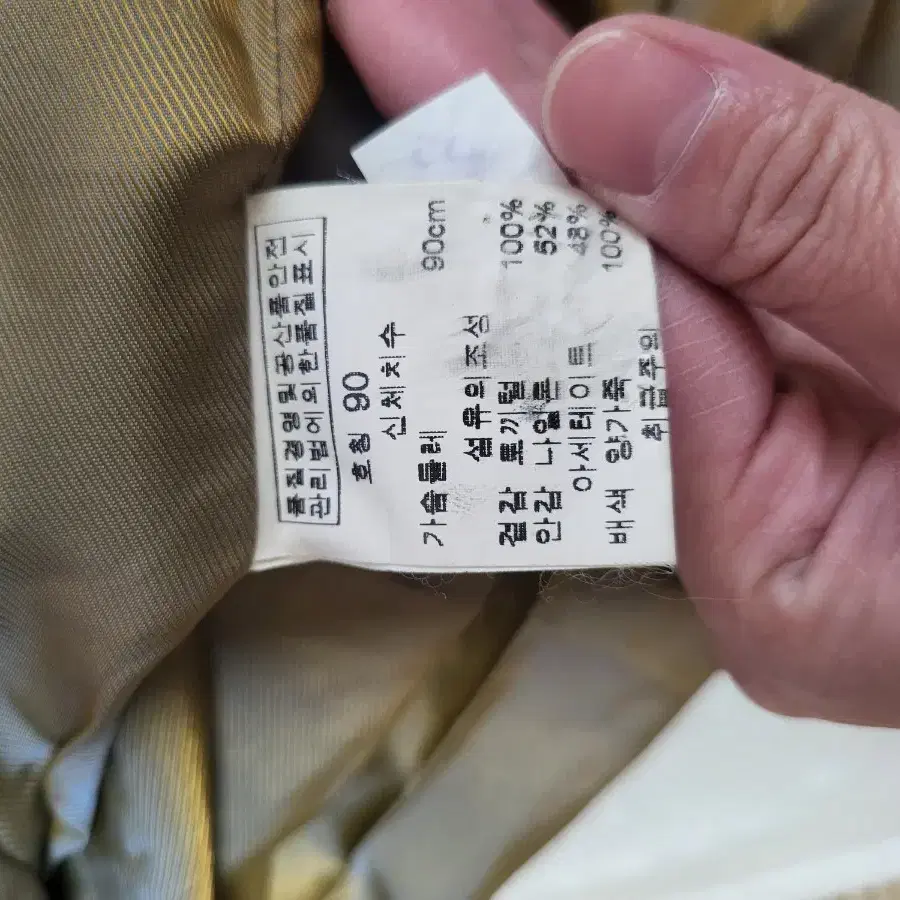 품질경영 및 공산품안전
관리법에 의한 품질표시
호칭 90
신체치수
가슴둘레 90cm
섬유의 조성
겉감 토끼털 100%
안감 나일론 52%
아세테이트 48%
배색 양가죽 100%
취급주의